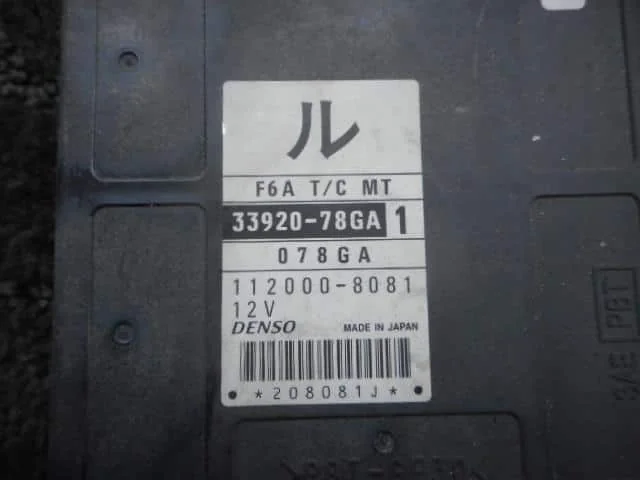 ル
F6A T/C MT
33920-78GA 1
078GA
112000-8081
12V
DENSO MADE IN JAPAN
*208081J*
PBT